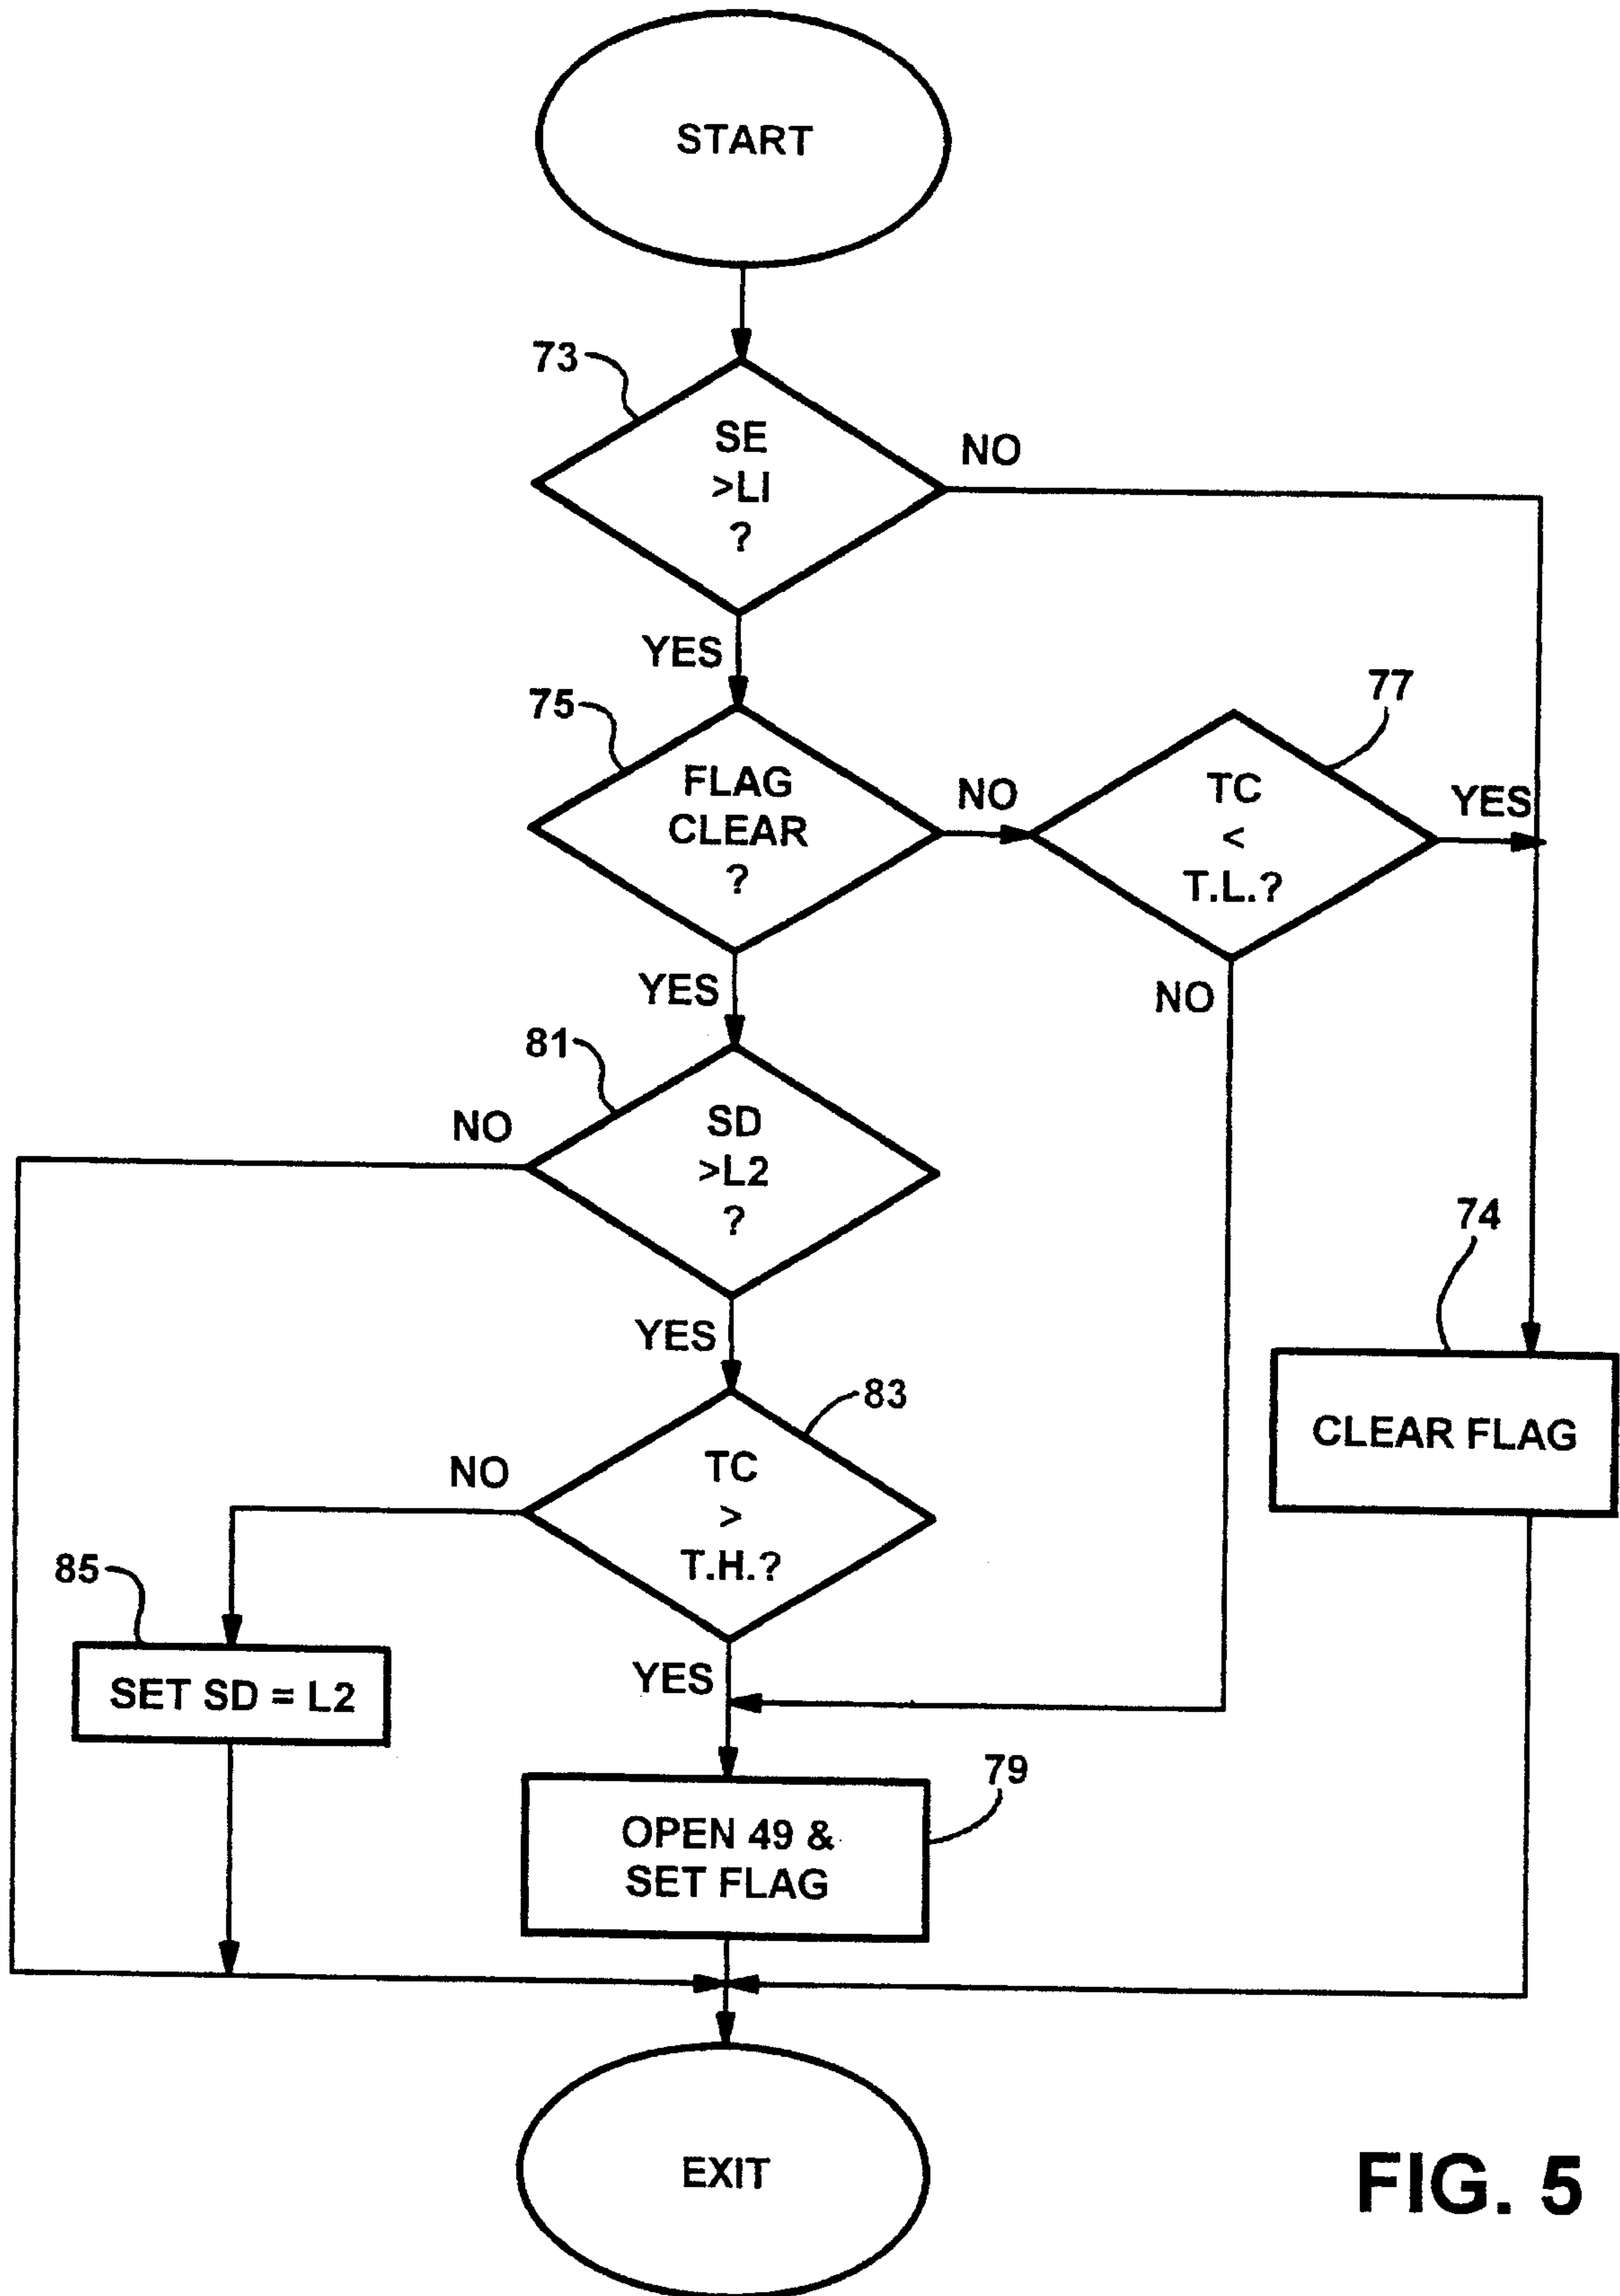 START
73
SE
>LI
?
NO
YES
75
FLAG
CLEAR
?
NO
77
TC
<
T.L.?
YES
YES
NO
81
SD
>L2
?
NO
YES
74
CLEAR FLAG
83
TC
>
T.H.?
NO
85
SET SD = L2
YES
79
OPEN 49 &
SET FLAG
EXIT
FIG. 5